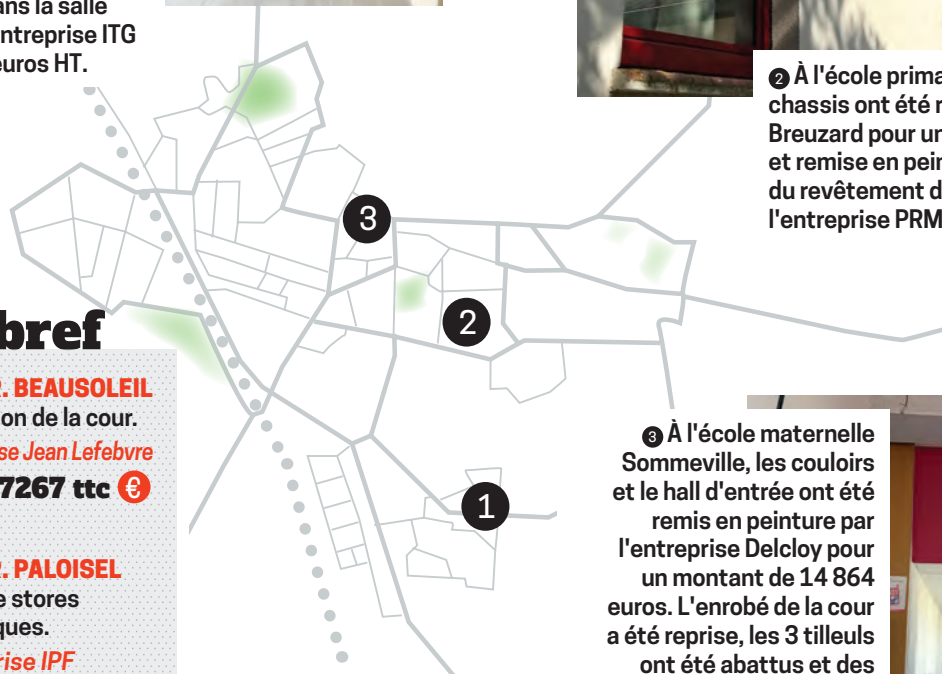 ans la salle
entreprise ITG
euros HT.
❷ À l'école prima
chassis ont été r
Breuzard pour un
et remise en pein
du revêtement d
l'entreprise PRM
3
2
1
bref
R. BEAUSOLEIL
on de la cour.
se Jean Lefebvre
7267 ttc €
R. PALOISEL
e stores
ques.
rise IPF
❸ À l'école maternelle
Sommeville, les couloirs
et le hall d'entrée ont été
remis en peinture par
l'entreprise Delcloy pour
un montant de 14 864
euros. L'enrobé de la cour
a été reprise, les 3 tilleuls
ont été abattus et des